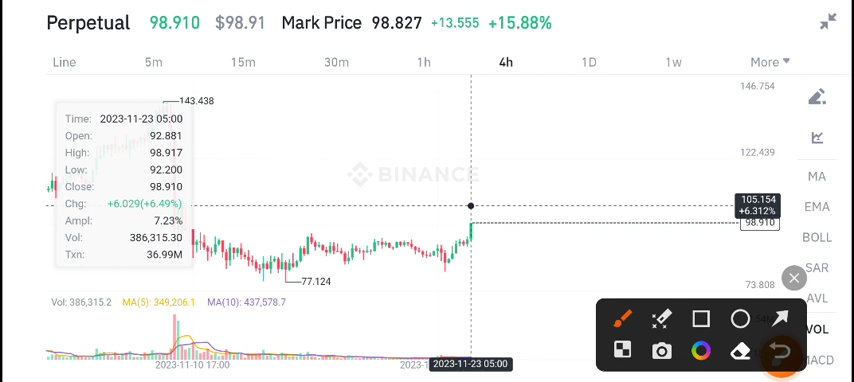 Perpetual 98.910 $98.91 Mark Price 98.827 +13.555 +15.88%
Line 5m 15m 30m 1h 4h 1D 1w More
146.754
143.438
Time: 2023-11-23 05:00
Open: 92.881
High: 98.917
Low: 92.200
Close: 98.910
Chg: +6.029(+6.49%)
Ampl: 7.23%
Vol: 386,315.30
Txn: 36.99M
122.439
BINANCE
105.154
+6.312%
98.910
77.124
73.808
MA
EMA
BOLL
SAR
AVL
VOL
MACD
Vol: 386,315.2 MA(5): 349,206.1 MA(10): 437,578.7
2023-11-10 17:00
2023-11-23 05:00